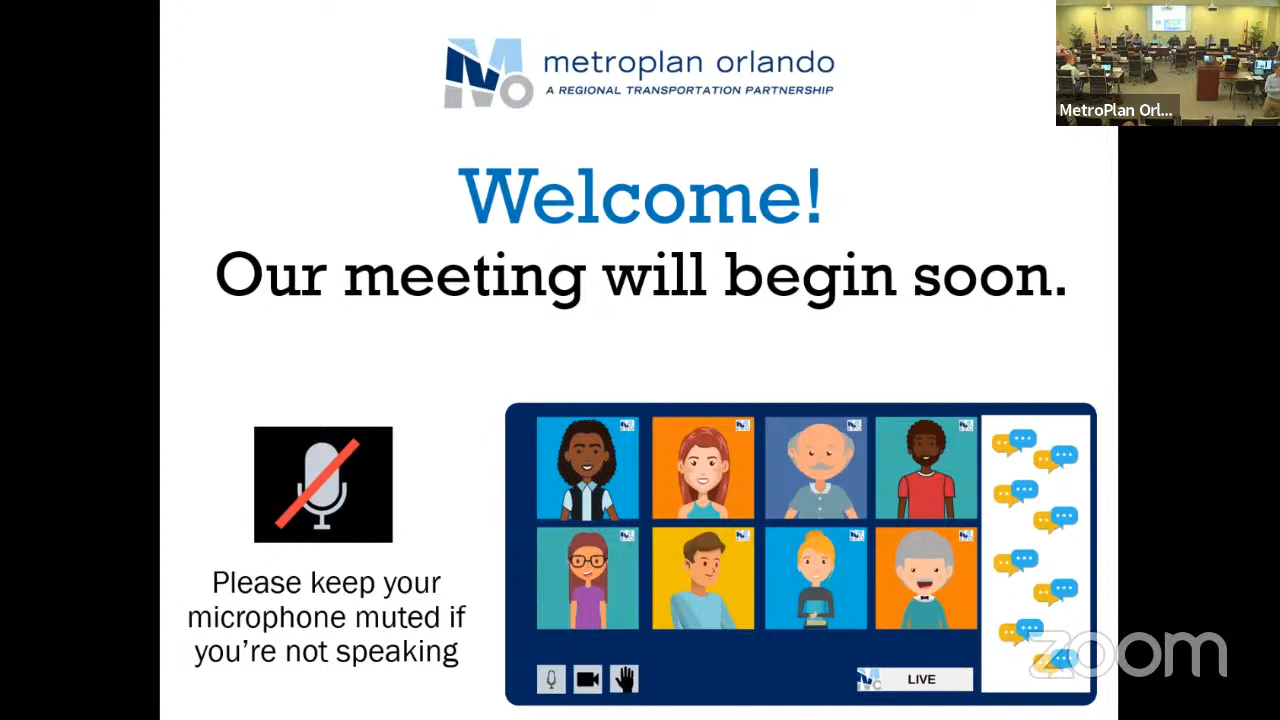 metroplan orlando
A REGIONAL TRANSPORTATION PARTNERSHIP
MetroPlan Orl...
Welcome!
Our meeting will begin soon.
Please keep your
microphone muted if
you're not speaking
LIVE
zoom